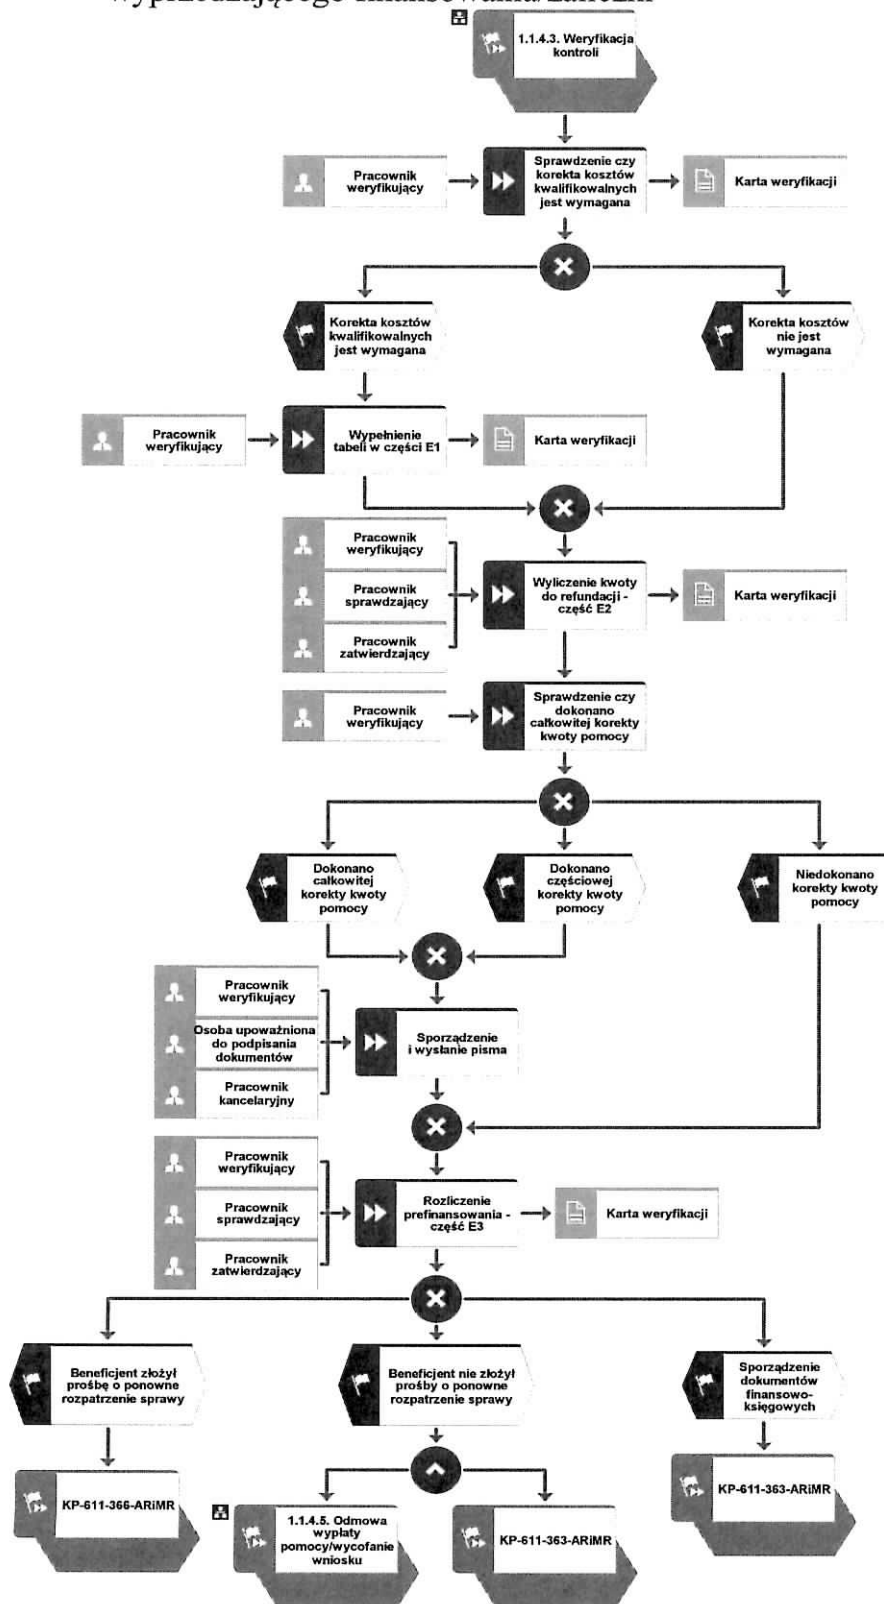 wyprzedzającego finansowania/zaliczki
1.1.4.3. Weryfikacja
kontroli
Pracownik
weryfikujący
Sprawdzenie czy
korekta kosztów
kwalifikowalnych
jest wymagana
Karta weryfikacji
Korekta kosztów
kwalifikowalnych
jest wymagana
Korekta kosztów
nie jest
wymagana
Pracownik
weryfikujący
Wypełnienie
tabeli w części E1
Karta weryfikacji
Pracownik
weryfikujący
Pracownik
sprawdzający
Pracownik
zatwierdzający
Wyliczenie kwoty
do refundacji -
część E2
Karta weryfikacji
Pracownik
weryfikujący
Sprawdzenie czy
dokonano
całkowitej korekty
kwoty pomocy
Dokonano
całkowitej
korekty kwoty
pomocy
Dokonano
częściowej
korekty kwoty
pomocy
Niedokonano
korekty kwoty
pomocy
Pracownik
weryfikujący
Osoba upoważniona
do podpisania
dokumentów
Pracownik
kancelaryjny
Sporządzenie
i wysłanie pisma
Pracownik
weryfikujący
Pracownik
sprawdzający
Pracownik
zatwierdzający
Rozliczenie
prefinansowania -
część E3
Karta weryfikacji
Beneficjent złożył
prośbę o ponowne
rozpatrzenie sprawy
Beneficjent nie złożył
prośby o ponowne
rozpatrzenie sprawy
Sporządzenie
dokumentów
finansowo-
księgowych
KP-611-366-ARiMR
1.1.4.5. Odmowa
wypłaty
pomocy/wycofanie
wniosku
KP-611-363-ARiMR
KP-611-363-ARiMR